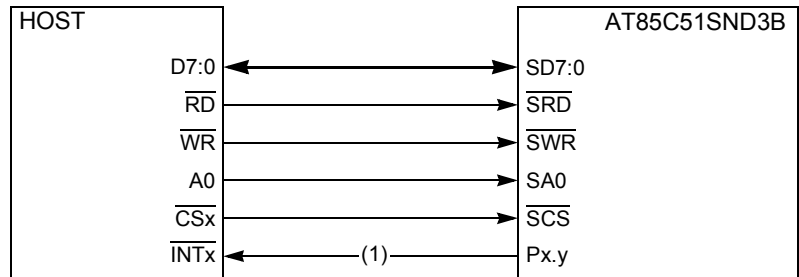 HOST AT85C51SND3B
D7:0 SD7:0
RD SRD
WR SWR
A0 SA0
CSx SCS
INTx (1) Px.y